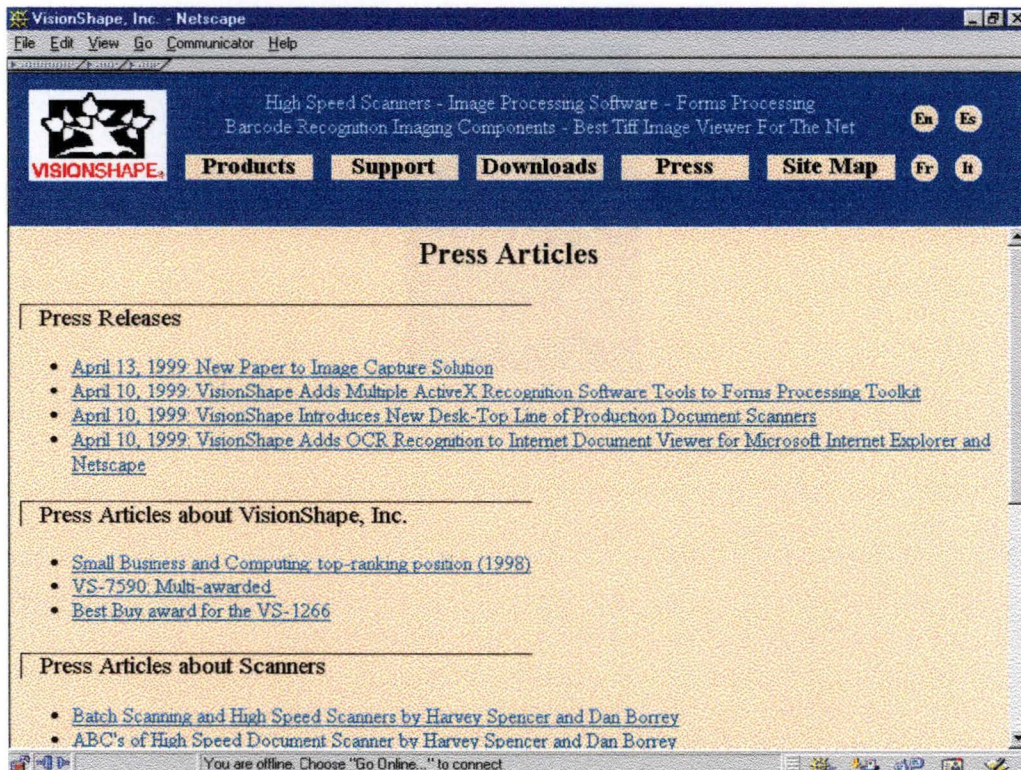 VisionShape, Inc. - Netscape
File Edit View Go Communicator Help
High Speed Scanners - Image Processing Software - Forms Processing
Barcode Recognition Imaging Components - Best Tiff Image Viewer For The Net
En Es
VISIONSHAPE
Products Support Downloads Press Site Map Fr It
Press Articles
Press Releases
• April 13, 1999: New Paper to Image Capture Solution
• April 10, 1999: VisionShape Adds Multiple ActiveX Recognition Software Tools to Forms Processing Toolkit
• April 10, 1999: VisionShape Introduces New Desk-Top Line of Production Document Scanners
• April 10, 1999: VisionShape Adds OCR Recognition to Internet Document Viewer for Microsoft Internet Explorer and
Netscape
Press Articles about VisionShape, Inc.
• Small Business and Computing: top-ranking position (1998)
• VS-7590: Multi-awarded
• Best Buy award for the VS-1266
Press Articles about Scanners
• Batch Scanning and High Speed Scanners by Harvey Spencer and Dan Borrey
• ABC's of High Speed Document Scanner by Harvey Spencer and Dan Borrey
You are offline. Choose "Go Online..." to connect